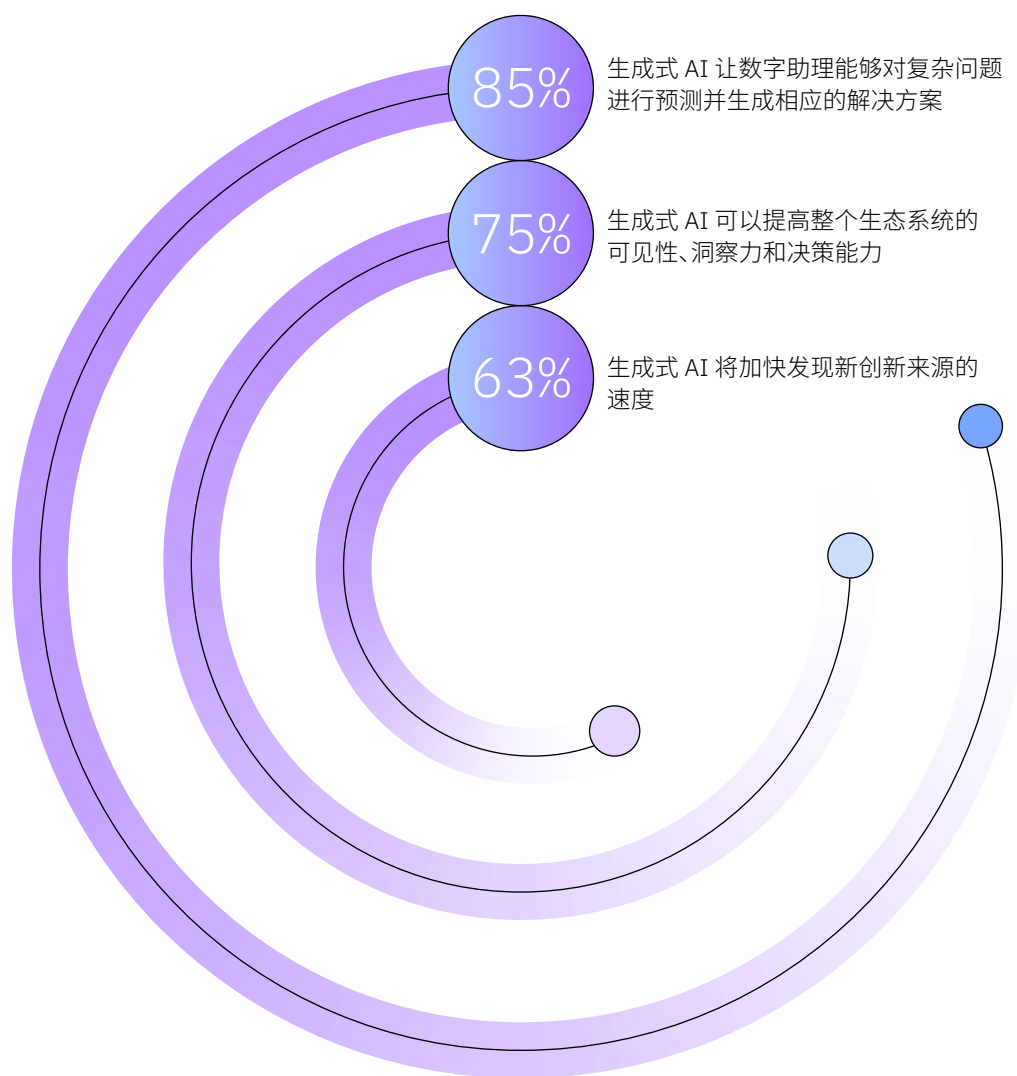 85%
生成式 AI 让数字助理能够对复杂问题
进行预测并生成相应的解决方案
75%
生成式 AI 可以提高整个生态系统的
可见性、洞察力和决策能力
63%
生成式 AI 将加快发现新创新来源的
速度